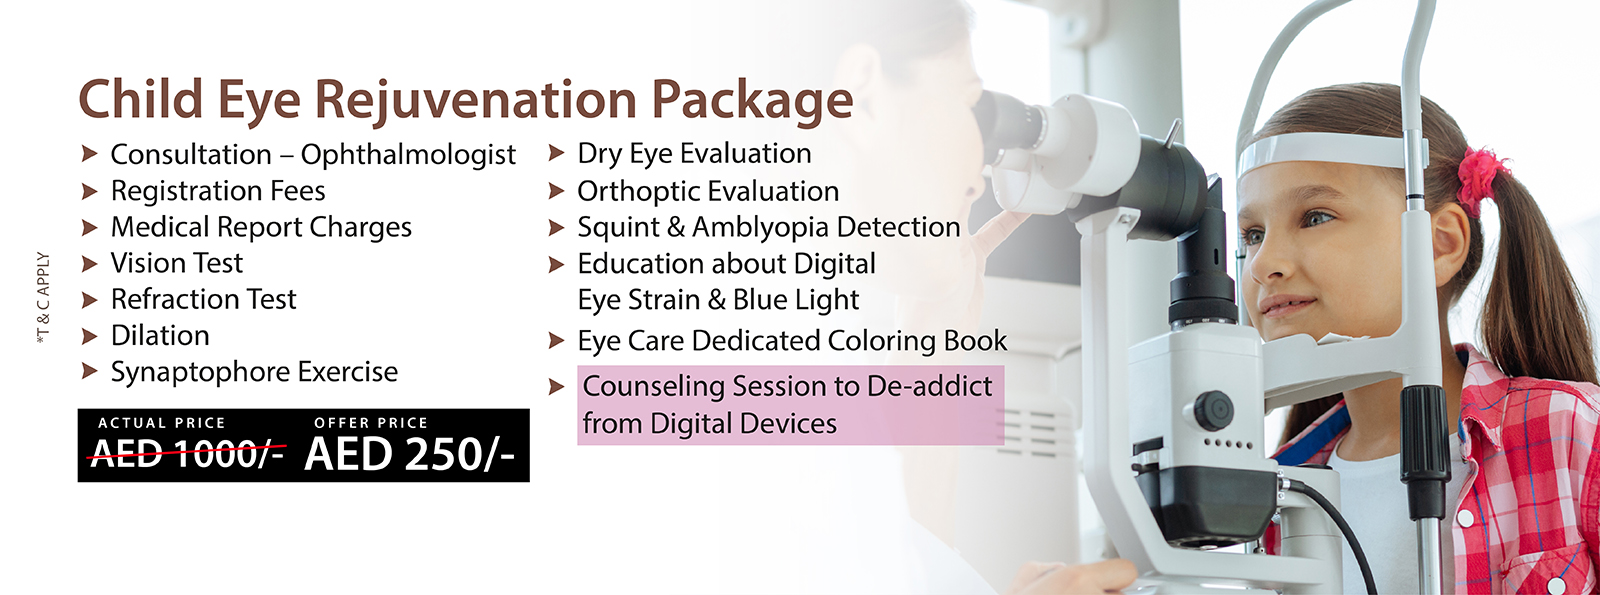 Child Eye Rejuvenation Package
Consultation – Ophthalmologist
Registration Fees
Medical Report Charges
Vision Test
Refraction Test
Dilation
Synaptophore Exercise
Dry Eye Evaluation
Orthoptic Evaluation
Squint & Amblyopia Detection
Education about Digital
Eye Strain & Blue Light
Eye Care Dedicated Coloring Book
Counseling Session to De-addict
from Digital Devices
ACTUAL PRICE
AED 1000/-
OFFER PRICE
AED 250/-
*T & C APPLY